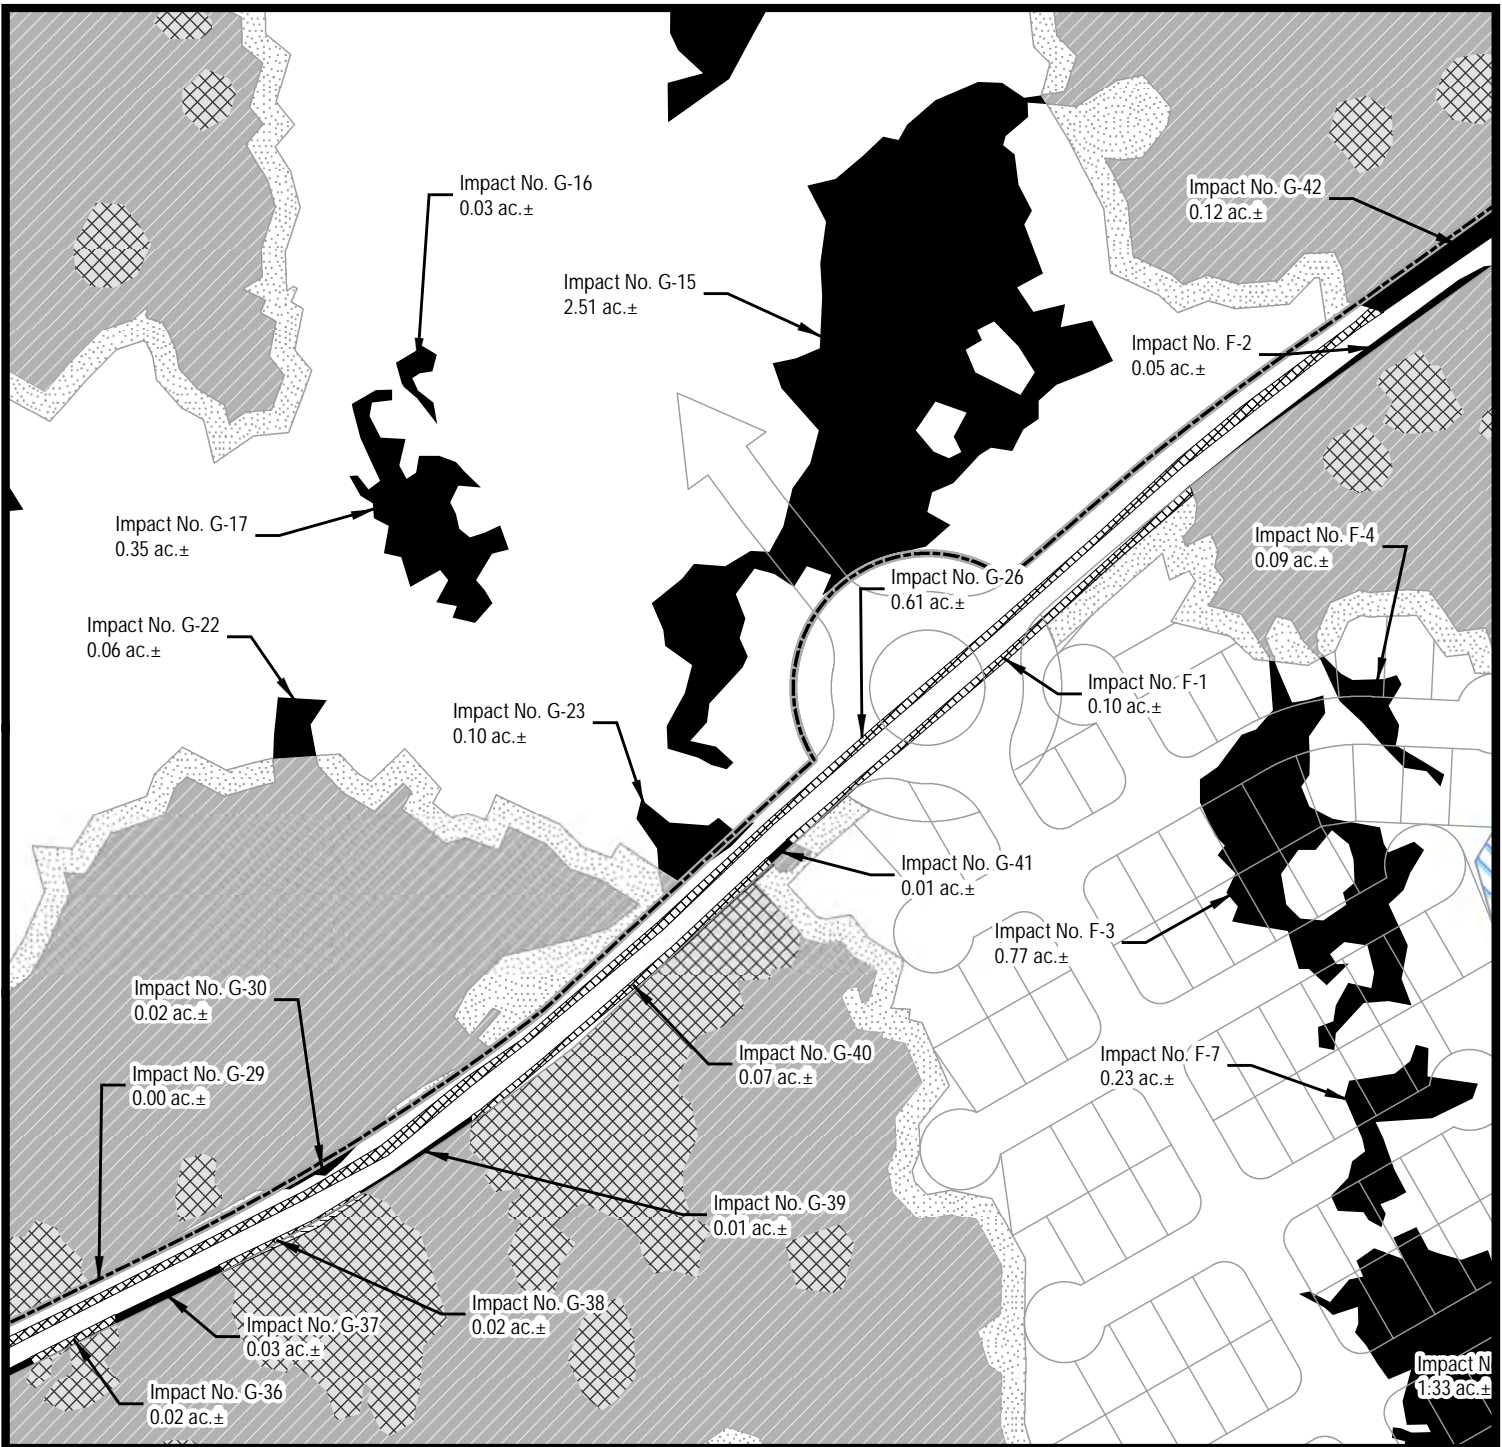 Impact No. G-16
0.03 ac.±
Impact No. G-42
0.12 ac.±
Impact No. G-15
2.51 ac.±
Impact No. F-2
0.05 ac.±
Impact No. G-17
0.35 ac.±
Impact No. F-4
0.09 ac.±
Impact No. G-26
0.61 ac.±
Impact No. G-22
0.06 ac.±
Impact No. F-1
0.10 ac.±
Impact No. G-23
0.10 ac.±
Impact No. G-41
0.01 ac.±
Impact No. F-3
0.77 ac.±
Impact No. G-30
0.02 ac.±
Impact No. G-40
0.07 ac.±
Impact No. F-7
0.23 ac.±
Impact No. G-29
0.00 ac.±
Impact No. G-39
0.01 ac.±
Impact No. G-38
0.02 ac.±
Impact No. G-37
0.03 ac.±
Impact N
1.33 ac.±
Impact No. G-36
0.02 ac.±